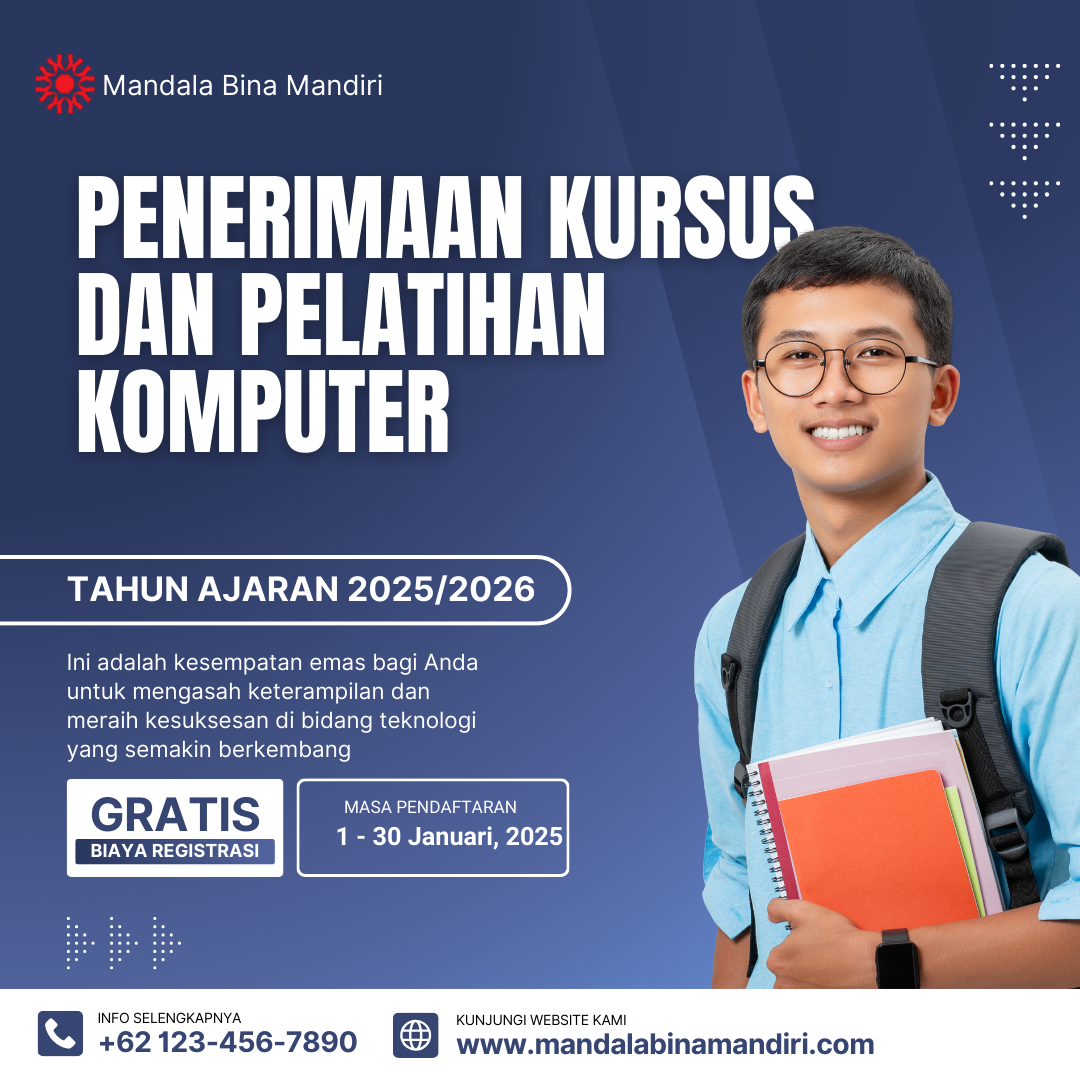 Mandala Bina Mandiri
PENERIMAAN KURSUS
DAN PELATIHAN
KOMPUTER
TAHUN AJARAN 2025/2026
Ini adalah kesempatan emas bagi Anda
untuk mengasah keterampilan dan
meraih kesuksesan di bidang teknologi
yang semakin berkembang
GRATIS
BIAYA REGISTRASI
MASA PENDAFTARAN
1 - 30 Januari, 2025
INFO SELENGKAPNYA
+62 123-456-7890
KUNJUNGI WEBSITE KAMI
www.mandalabinamandiri.com